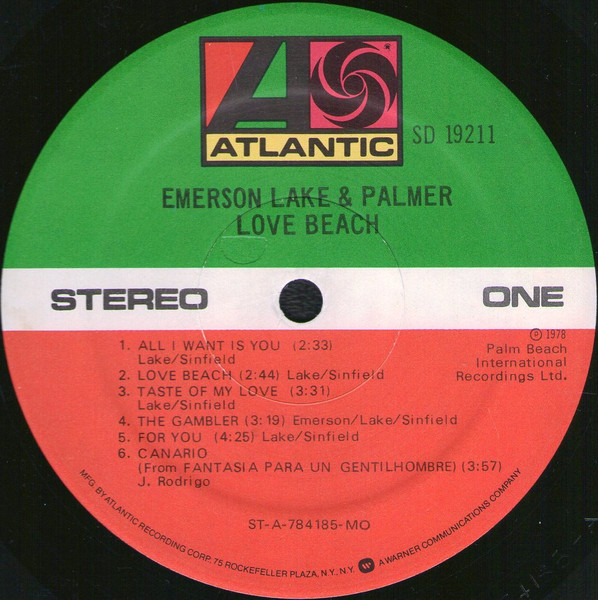 ATLANTIC
SD 19211
EMERSON LAKE & PALMER
LOVE BEACH
STEREO
ONE
1. ALL I WANT IS YOU (2:33)
Lake/Sinfield
2. LOVE BEACH (2:44) Lake/Sinfield
3. TASTE OF MY LOVE (3:31)
Lake/Sinfield
4. THE GAMBLER (3:19) Emerson/Lake/Sinfield
5. FOR YOU (4:25) Lake/Sinfield
6. CANARIO
(From FANTASIA PARA UN GENTILHOMBRE) (3:57)
J. Rodrigo
℗ 1978
Palm Beach
International
Recordings Ltd.
ST-A-784185-MO
MFG. BY ATLANTIC RECORDING CORP. 75 ROCKEFELLER PLAZA, N.Y., N.Y. A WARNER COMMUNICATIONS COMPANY